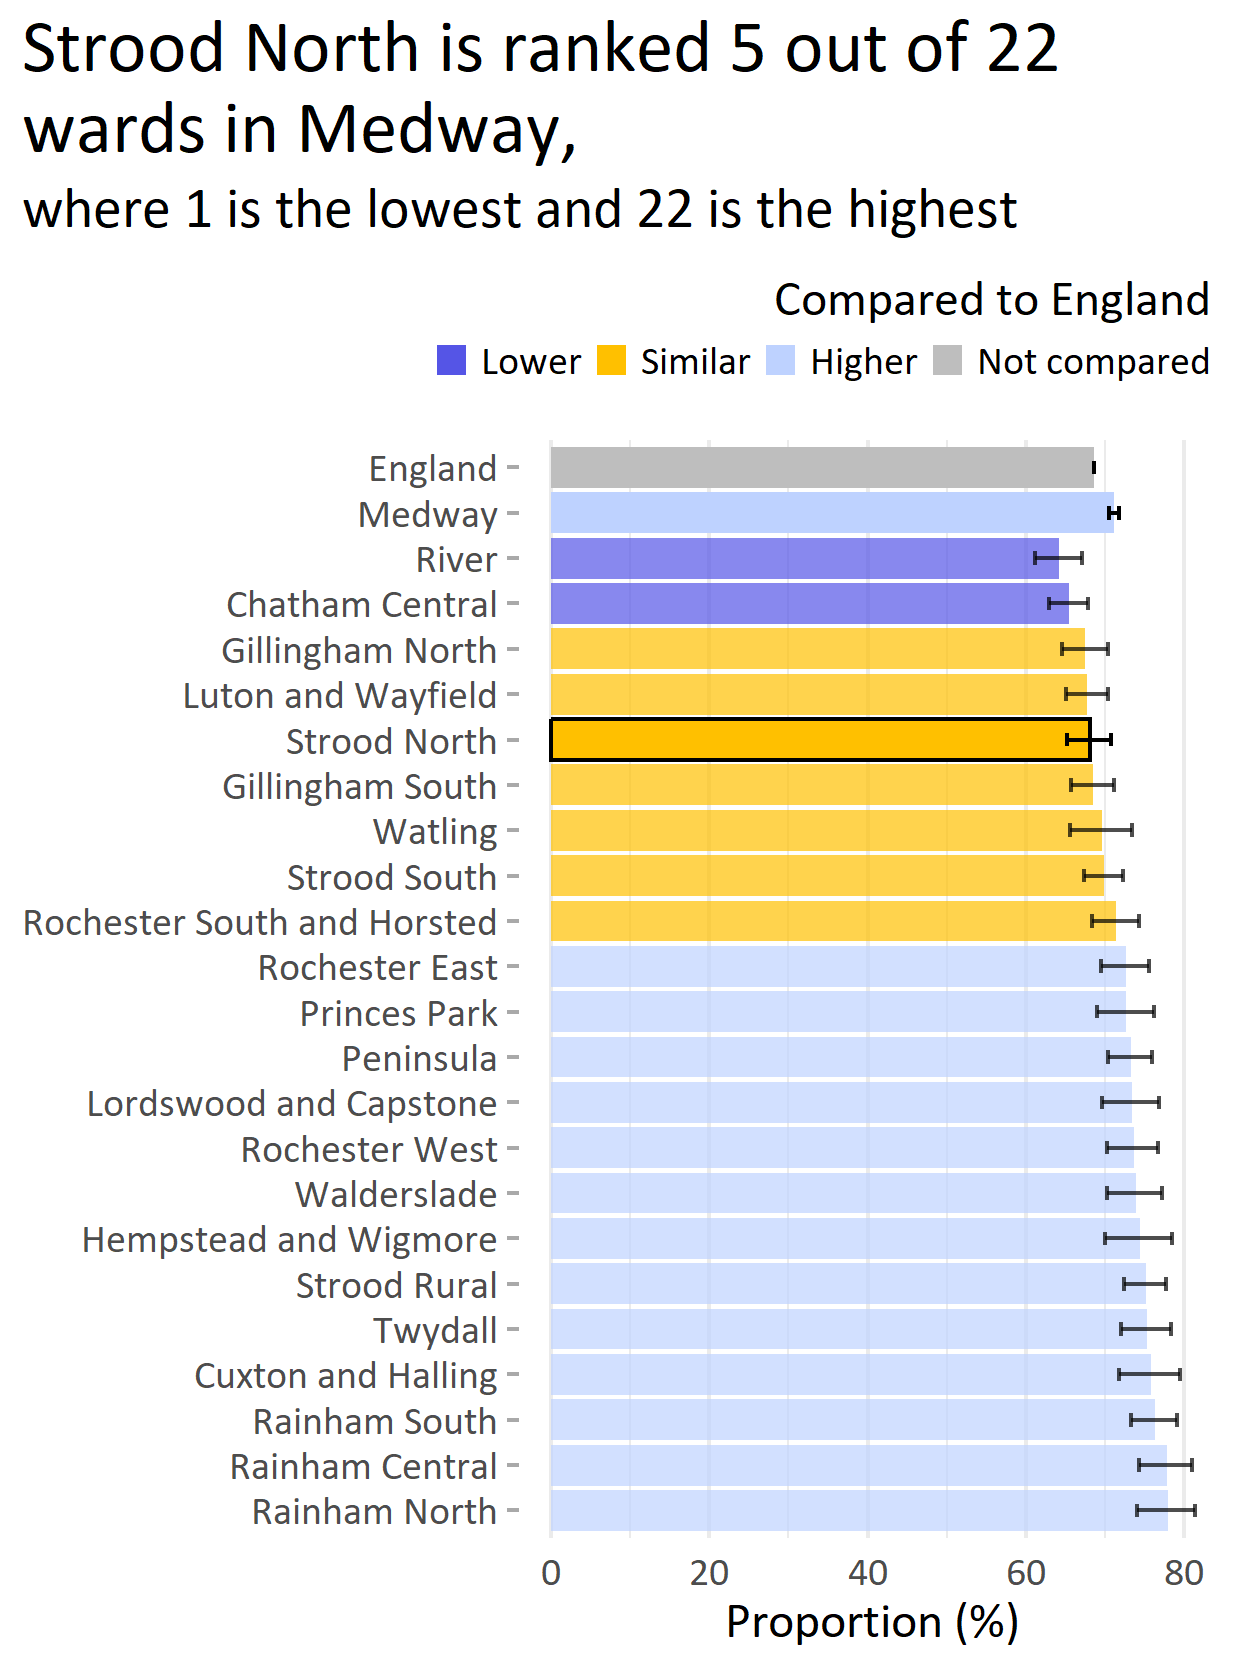 Strood North is ranked 5 out of 22
wards in Medway,
where 1 is the lowest and 22 is the highest
Compared to England
Lower Similar Higher Not compared
England
Medway
River
Chatham Central
Gillingham North
Luton and Wayfield
Strood North
Gillingham South
Watling
Strood South
Rochester South and Horsted
Rochester East
Princes Park
Peninsula
Lordswood and Capstone
Rochester West
Walderslade
Hempstead and Wigmore
Strood Rural
Twydall
Cuxton and Halling
Rainham South
Rainham Central
Rainham North
0 20 40 60 80
Proportion (%)